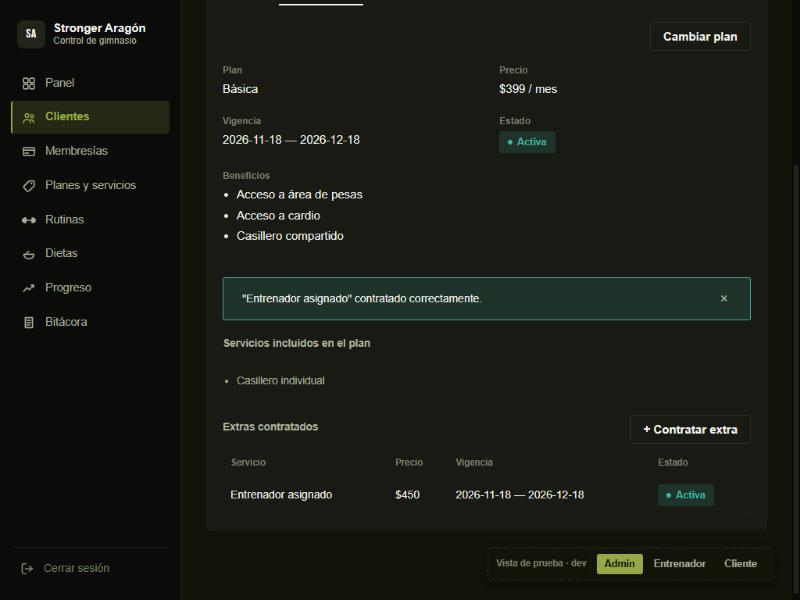 SA
Stronger Aragón
Control de gimnasio
Panel
Clientes
Membresías
Planes y servicios
Rutinas
Dietas
Progreso
Bitácora
Cerrar sesión
Cambiar plan
Plan
Precio
Básica
$399 / mes
Vigencia
Estado
2026-11-18 — 2026-12-18
Activa
Beneficios
• Acceso a área de pesas
• Acceso a cardio
• Casillero compartido
"Entrenador asignado" contratado correctamente. ×
Servicios incluidos en el plan
• Casillero individual
Extras contratados
+ Contratar extra
Servicio Precio Vigencia Estado
Entrenador asignado $450 2026-11-18 — 2026-12-18 Activa
Vista de prueba · dev Admin Entrenador Cliente